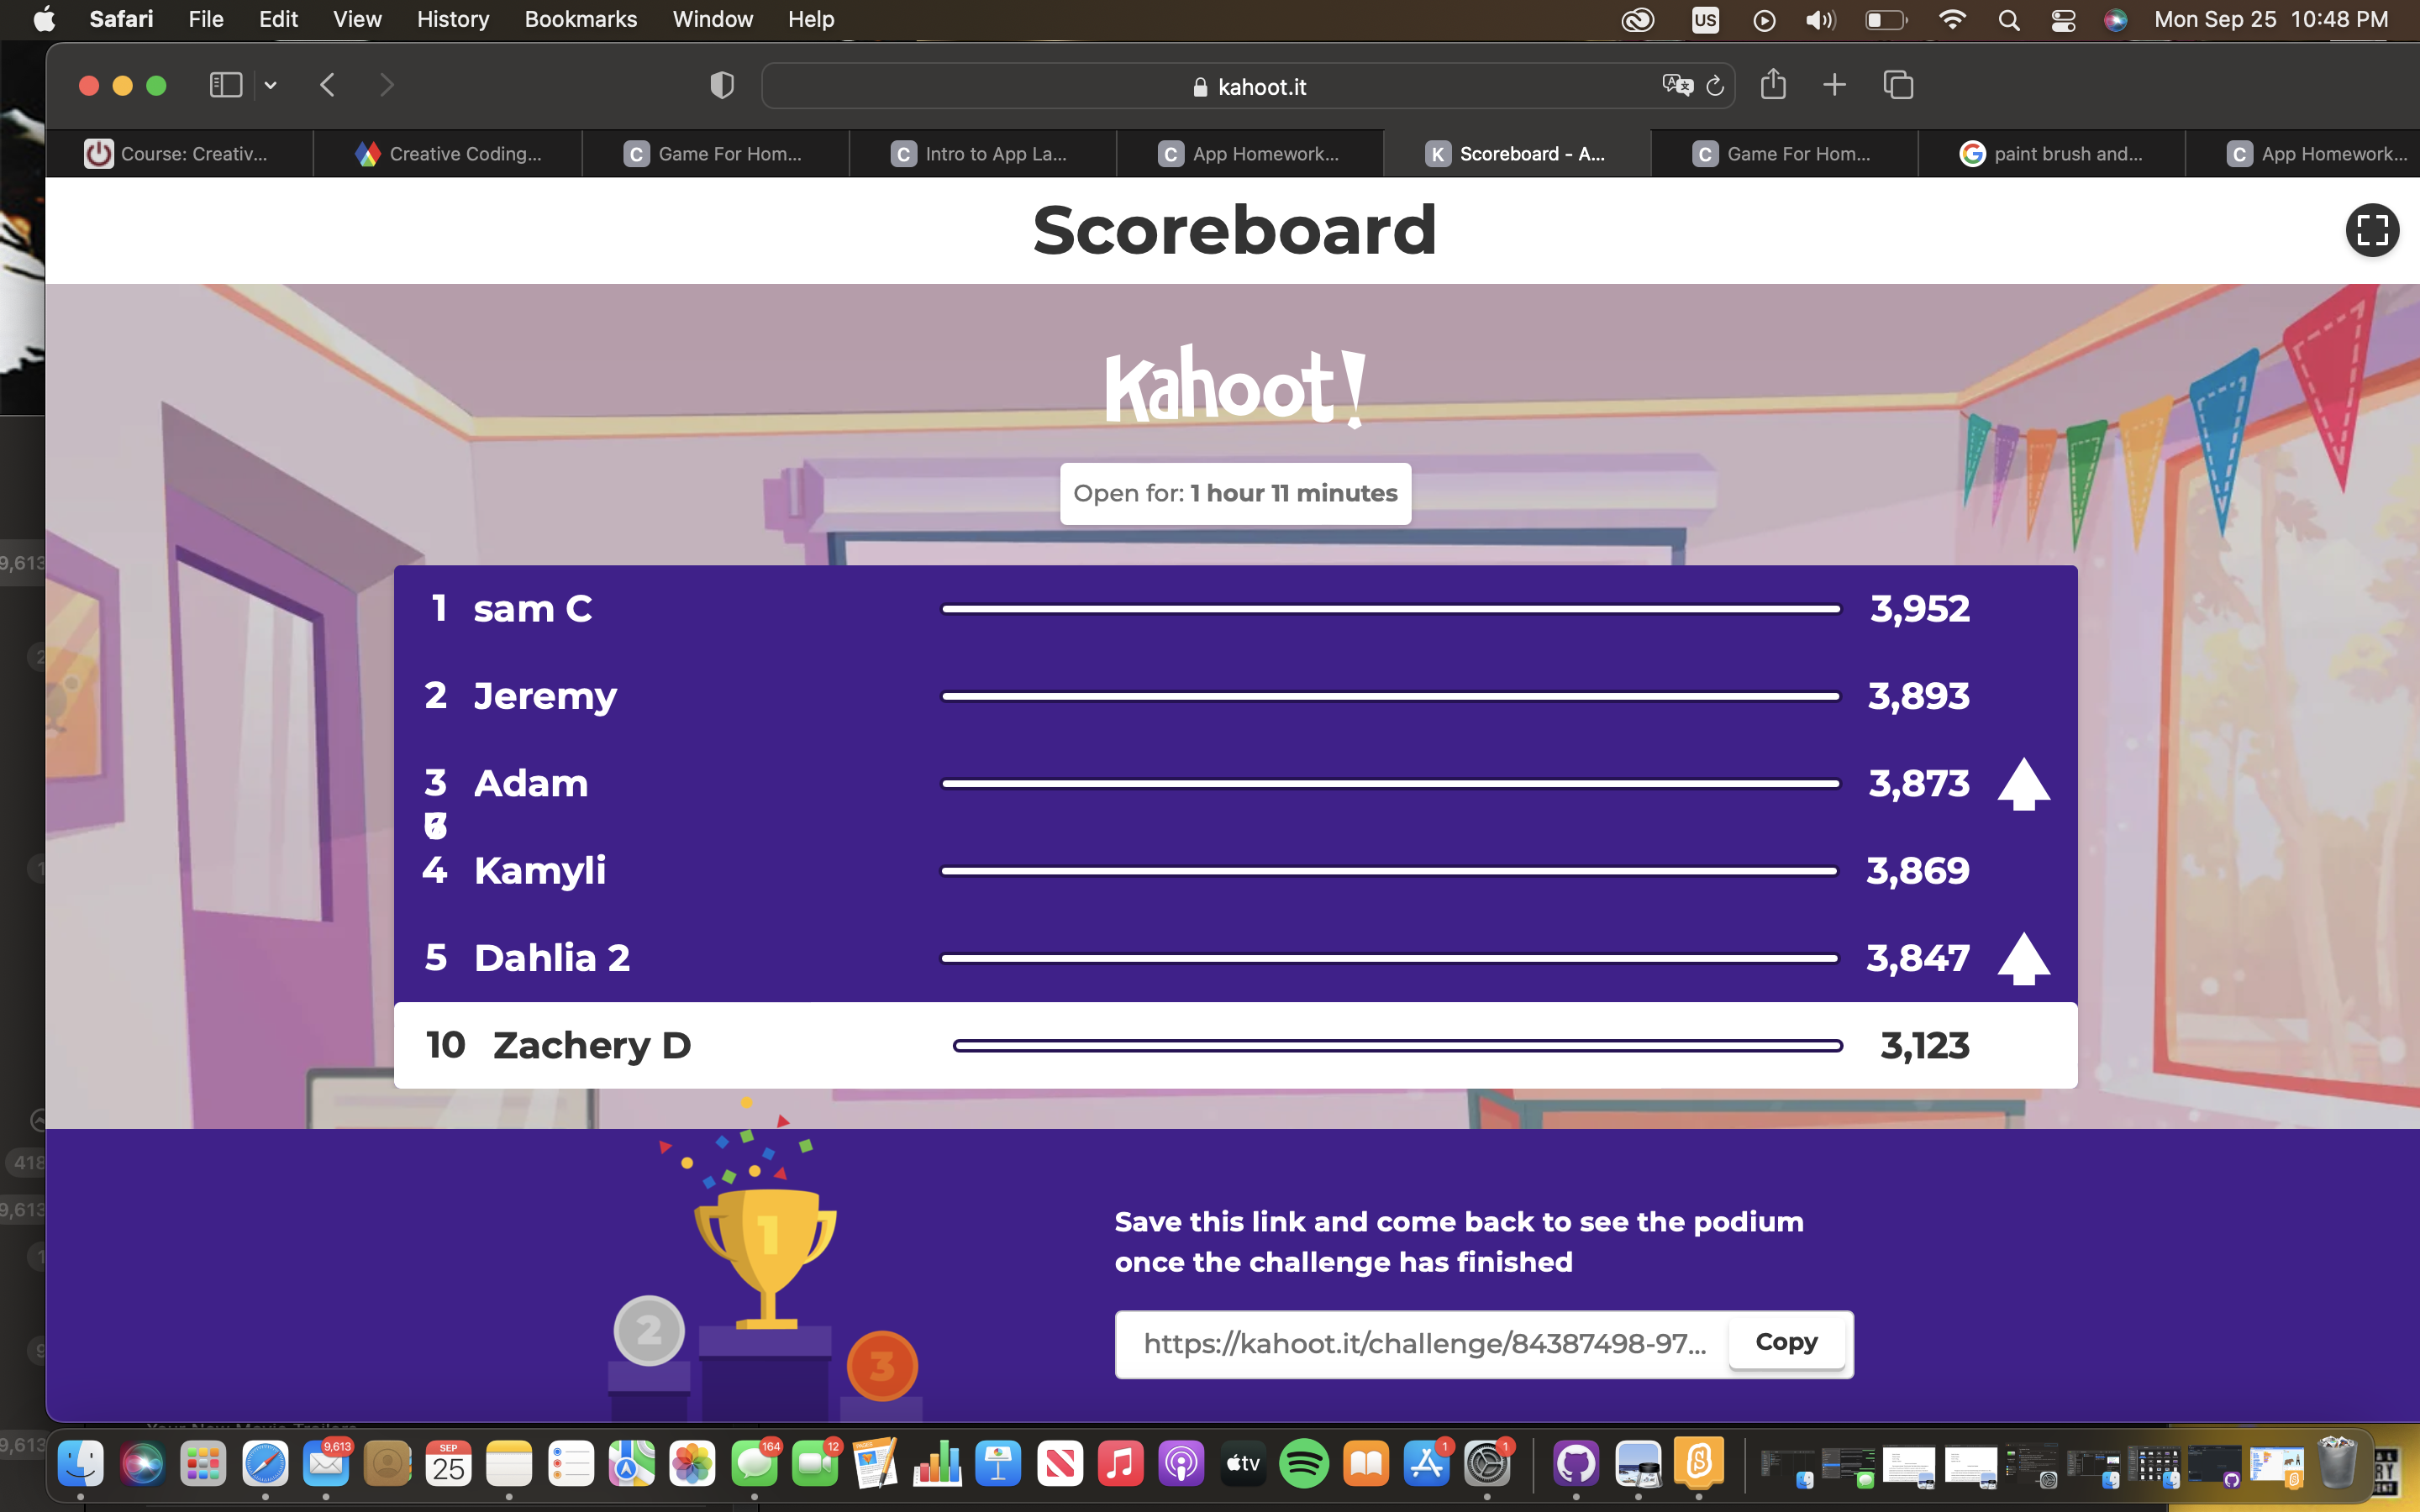 Safari File Edit View History Bookmarks Window Help US Mon Sep 25 10:48 PM
kahoot.it
Course: Creativ... Creative Coding... C Game For Hom... C Intro to App La... C App Homework... K Scoreboard - A... C Game For Hom... G paint brush and... C App Homework...
Scoreboard
Kahoot!
Open for: 1 hour 11 minutes
1 sam C 3,952
2 Jeremy 3,893
3 Adam 3,873
4 Kamyli 3,869
5 Dahlia 2 3,847
10 Zachery D 3,123
1
2
3
Save this link and come back to see the podium
once the challenge has finished
https://kahoot.it/challenge/84387498-97...
Copy
9,613
418
9,613
9,613
9,613 SEP 25 164 12 PAGES tv 1 1